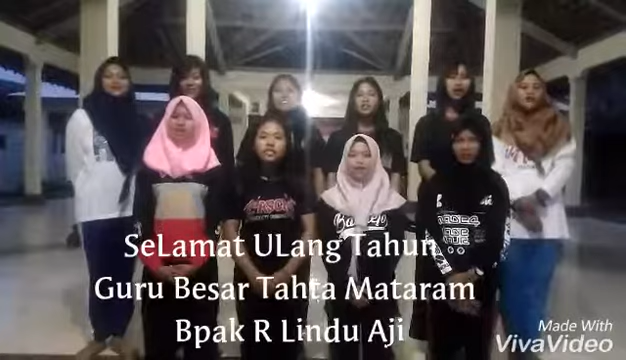 SeLamat ULang Tahun
Guru Besar Tahta Mataram
Bpak R Lindu Aji
Made With
VivaVideo